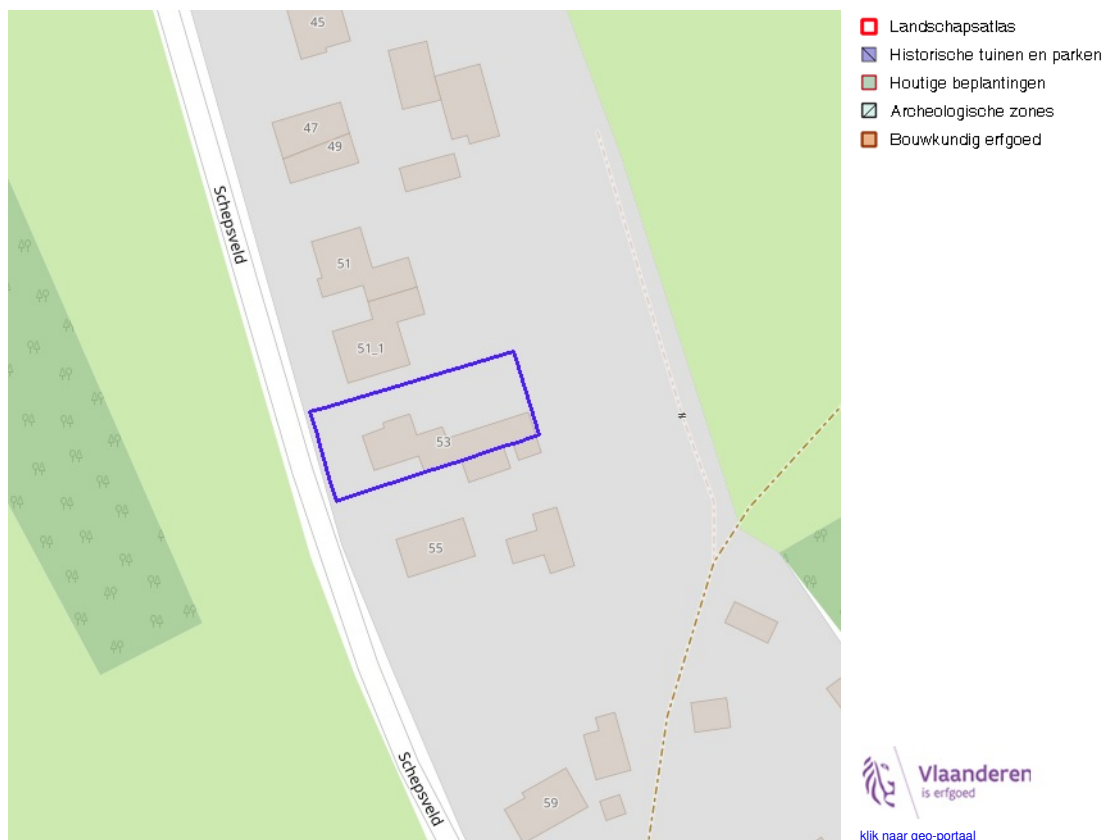 45
47
49
Schepsveld
51
51_1
53
55
Schepsveld
59
Landschapsatlas
Historische tuinen en parken
Houtige beplantingen
Archeologische zones
Bouwkundig erfgoed
Vlaanderen
is erfgoed
klik naar geo-portaal